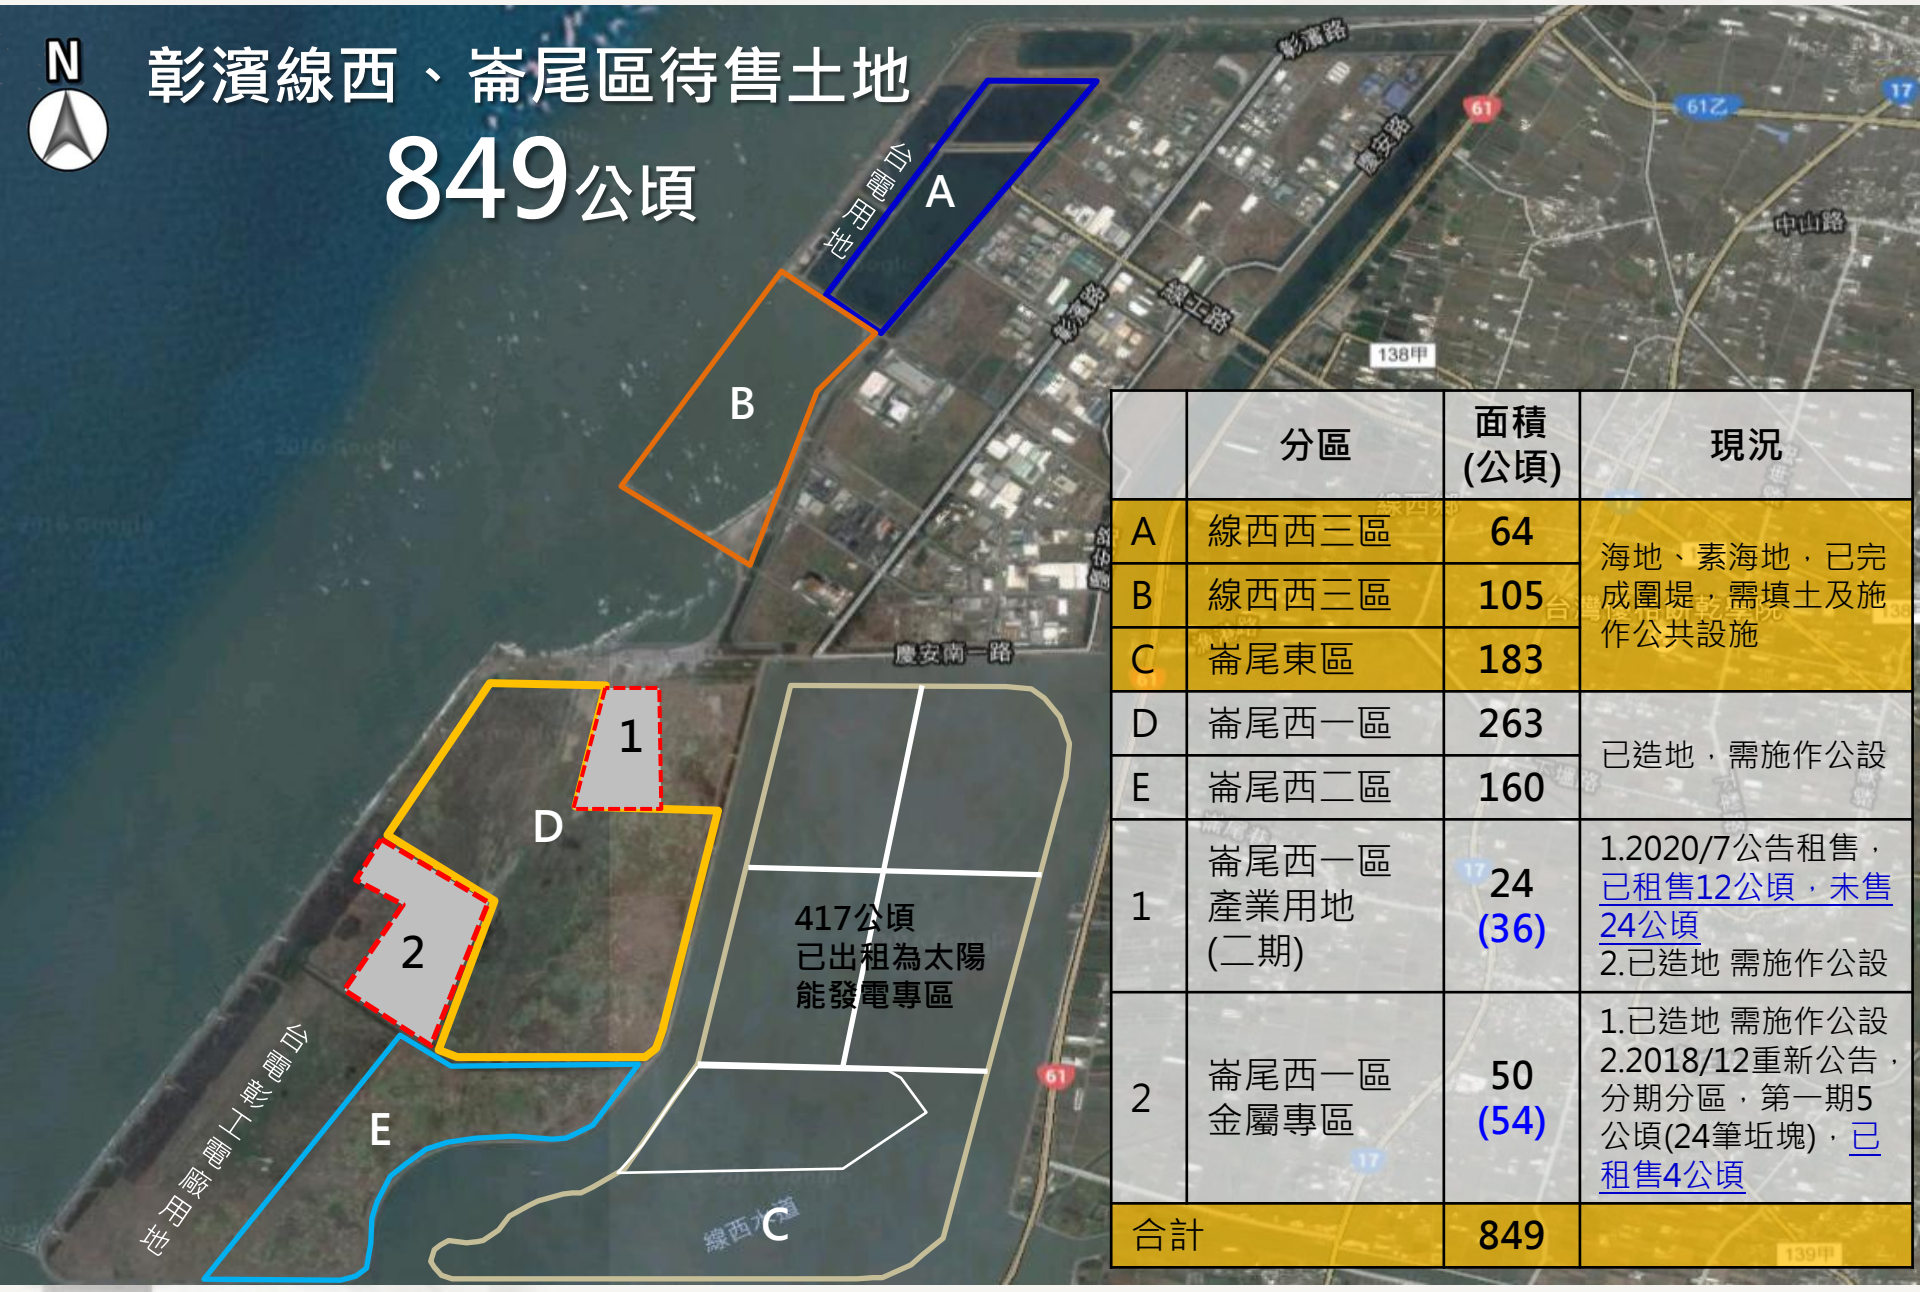 N
彰濱線西、崙尾區待售土地
849公頃
彰濱路
17
61
61乙
慶安路
台電用地
A
中山路
彰濱路
線工路
138甲
B
2016 Google
慶安南一路
分區
面積
(公頃)
現況
A
線西西三區
64
海地、素海地，已完
成圍堤，需填土及施
作公共設施
B
線西西三區
105
C
崙尾東區
183
D
崙尾西一區
263
已造地，需施作公設
E
崙尾西二區
160
1
崙尾西一區
產業用地
(二期)
24
(36)
1.2020/7公告租售，
已租售12公頃，未售
24公頃
2.已造地 需施作公設
2
崙尾西一區
金屬專區
50
(54)
1.已造地 需施作公設
2.2018/12重新公告，
分期分區，第一期5
公頃(24筆坵塊)，已
租售4公頃
合計
849
線西鄉
17
17
139甲
1
D
2
417公頃
已出租為太陽
能發電專區
台電彰工電廠用地
E
61
線西水道
C